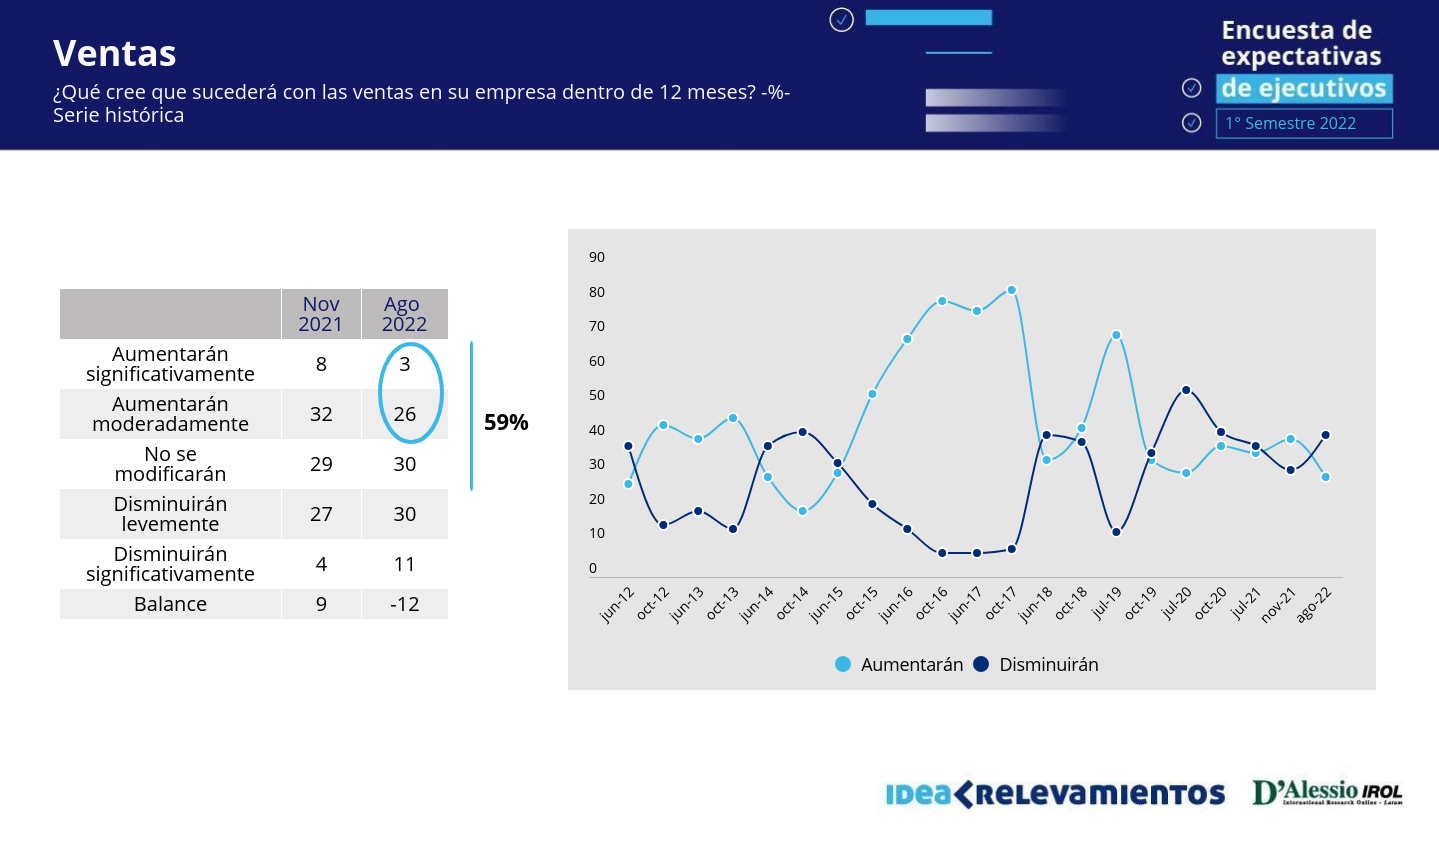 Ventas
¿Qué cree que sucederá con las ventas en su empresa dentro de 12 meses? -%-
Serie histórica
Encuesta de
expectativas
de ejecutivos
1° Semestre 2022
Nov
2021
Ago
2022
Aumentarán
significativamente
8
3
Aumentarán
moderadamente
32
26
No se
modificarán
29
30
Disminuirán
levemente
27
30
Disminuirán
significativamente
4
11
Balance
9
-12
59%
90
80
70
60
50
40
30
20
10
0
jun-12
oct-12
jun-13
oct-13
jun-14
oct-14
jun-15
oct-15
jun-16
oct-16
jun-17
oct-17
jun-18
oct-18
jul-19
oct-19
jul-20
oct-20
jul-21
nov-21
ago-22
Aumentarán
Disminuirán
IDEA RELEVAMIENTOS
D'Alessio IROL
International Research Online - Latam